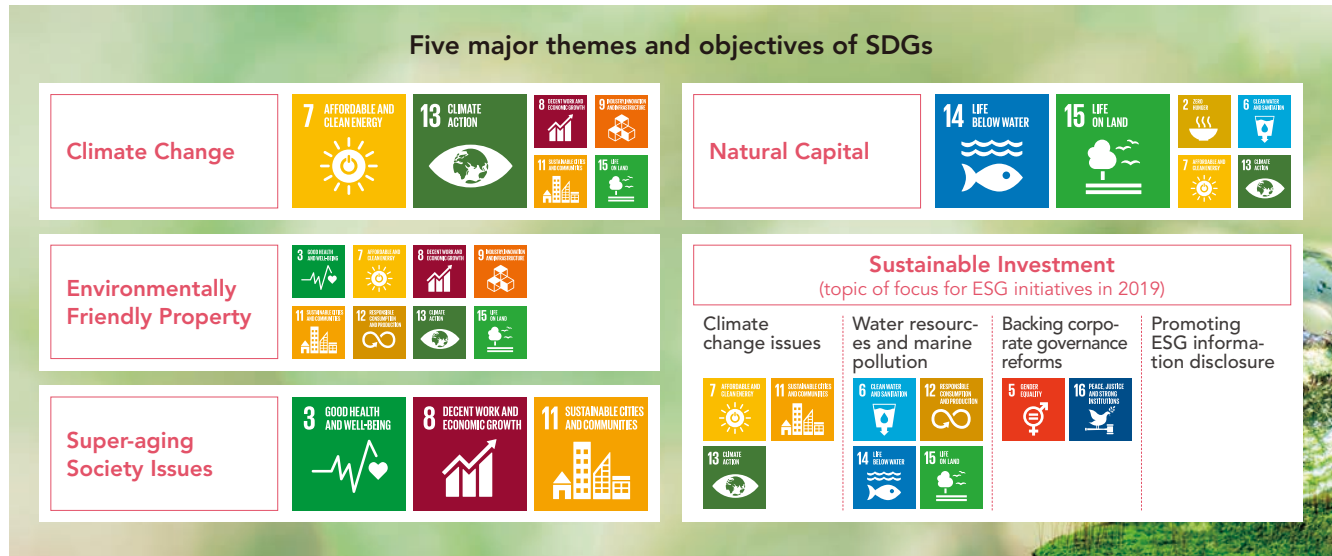 Five major themes and objectives of SDGs
Climate Change
7 AFFORDABLE AND
CLEAN ENERGY
13 CLIMATE
ACTION
8 DECENT WORK AND
ECONOMIC GROWTH
9 INDUSTRY, INNOVATION
AND INFRASTRUCTURE
11 SUSTAINABLE CITIES
AND COMMUNITIES
15 LIFE
ON LAND
Natural Capital
14 LIFE
BELOW WATER
15 LIFE
ON LAND
2 ZERO
HUNGER
6 CLEAN WATER
AND SANITATION
7 AFFORDABLE AND
CLEAN ENERGY
13 CLIMATE
ACTION
Environmentally
Friendly Property
3 GOOD HEALTH
AND WELL-BEING
7 AFFORDABLE AND
CLEAN ENERGY
8 DECENT WORK AND
ECONOMIC GROWTH
9 INDUSTRY, INNOVATION
AND INFRASTRUCTURE
11 SUSTAINABLE CITIES
AND COMMUNITIES
12 RESPONSIBLE
CONSUMPTION
AND PRODUCTION
13 CLIMATE
ACTION
15 LIFE
ON LAND
Super-aging
Society Issues
3 GOOD HEALTH
AND WELL-BEING
8 DECENT WORK AND
ECONOMIC GROWTH
11 SUSTAINABLE CITIES
AND COMMUNITIES
Sustainable Investment
(topic of focus for ESG initiatives in 2019)
Climate
change issues
7 AFFORDABLE AND
CLEAN ENERGY
11 SUSTAINABLE CITIES
AND COMMUNITIES
13 CLIMATE
ACTION
Water resourc-
es and marine
pollution
6 CLEAN WATER
AND SANITATION
12 RESPONSIBLE
CONSUMPTION
AND PRODUCTION
14 LIFE
BELOW WATER
15 LIFE
ON LAND
Backing corpo-
rate governance
reforms
5 GENDER
EQUALITY
16 PEACE, JUSTICE
AND STRONG
INSTITUTIONS
Promoting
ESG informa-
tion disclosure